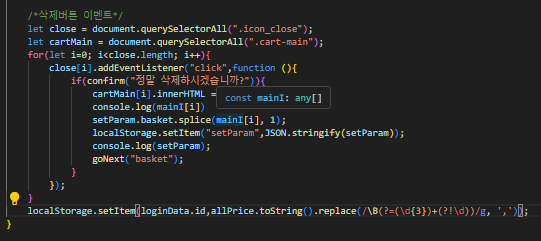 /*삭제버튼 이벤트*/
let close = document.querySelectorAll(".icon_close");
let cartMain = document.querySelectorAll(".cart-main");
for(let i=0; i<close.length; i++){
close[i].addEventListener("click",function (){
if(confirm("정말 삭제하시겠습니까?")){
cartMain[i].innerHTML =
const mainI: any[]
console.log(mainI[i])
setParam.basket.splice(mainI[i], 1);
localStorage.setItem("setParam",JSON.stringify(setParam));
console.log(setParam);
goNext("basket");
}
});
}
localStorage.setItem(loginData.id,allPrice.toString().replace(/\B(?=(\d{3})+(?!\d))/g, ','));
}